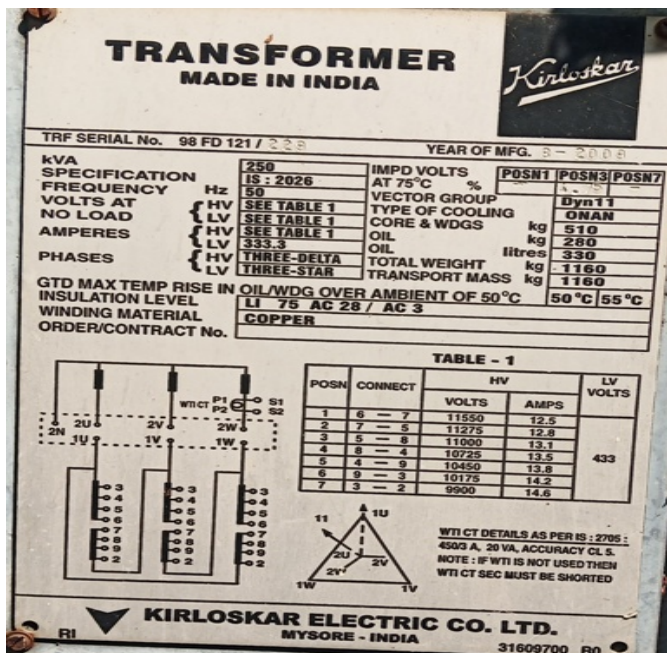 TRANSFORMER
MADE IN INDIA
Kirloskar
TRF SERIAL No. 98 FD 121 /
YEAR OF MFG.
kVA 250
SPECIFICATION IS : 2026
FREQUENCY Hz 50
VOLTS AT NO LOAD { HV SEE TABLE 1
LV SEE TABLE 1
AMPERES { HV SEE TABLE 1
LV 333.3
PHASES { HV THREE-DELTA
LV THREE-STAR
IMPD VOLTS AT 75°C % POSN1 POSN3 POSN7
VECTOR GROUP Dyn11
TYPE OF COOLING ONAN
CORE & WDGS kg 510
OIL kg 280
OIL litres 330
TOTAL WEIGHT kg 1160
TRANSPORT MASS kg 1160
GTD MAX TEMP RISE IN OIL/WDG OVER AMBIENT OF 50°C 50°C 55°C
INSULATION LEVEL LI 75 AC 28 / AC 3
WINDING MATERIAL COPPER
ORDER/CONTRACT No.
P1 S1
WTI CT
P2 S2
2N 2U 2V 2W
1U 1V 1W
3 3 3
4 4 4
5 5 5
6 6 6
7 7 7
8 8 8
9 9 9
2 2 2
TABLE - 1
POSN CONNECT HV LV VOLTS
VOLTS AMPS
1 6 — 7 11550 12.5
2 7 — 5 11275 12.8
3 5 — 8 11000 13.1
4 8 — 4 10725 13.5 433
5 4 — 9 10450 13.8
6 9 — 3 10175 14.2
7 3 — 2 9900 14.6
11 1U
2U 2V
1W 1V
WTI CT DETAILS AS PER IS : 2705 :
450/3 A, 20 VA, ACCURACY CL 5.
NOTE : IF WTI IS NOT USED THEN
WTI CT SEC MUST BE SHORTED
KIRLOSKAR ELECTRIC CO. LTD.
MYSORE - INDIA
RI
31609700 R0